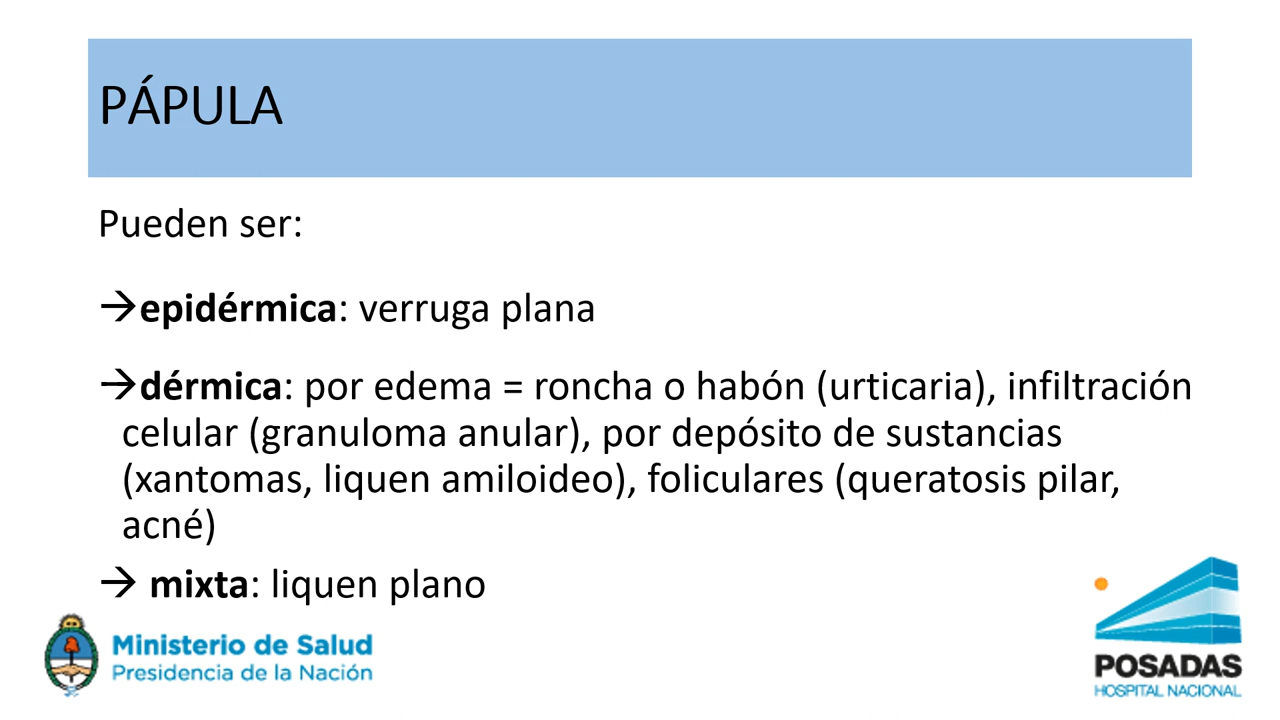 PÁPULA
Pueden ser:
→epidérmica: verruga plana
→dérmica: por edema = roncha o habón (urticaria), infiltración
celular (granuloma anular), por depósito de sustancias
(xantomas, liquen amiloideo), foliculares (queratosis pilar,
acné)
→ mixta: liquen plano
Ministerio de Salud
Presidencia de la Nación
POSADAS
HOSPITAL NACIONAL